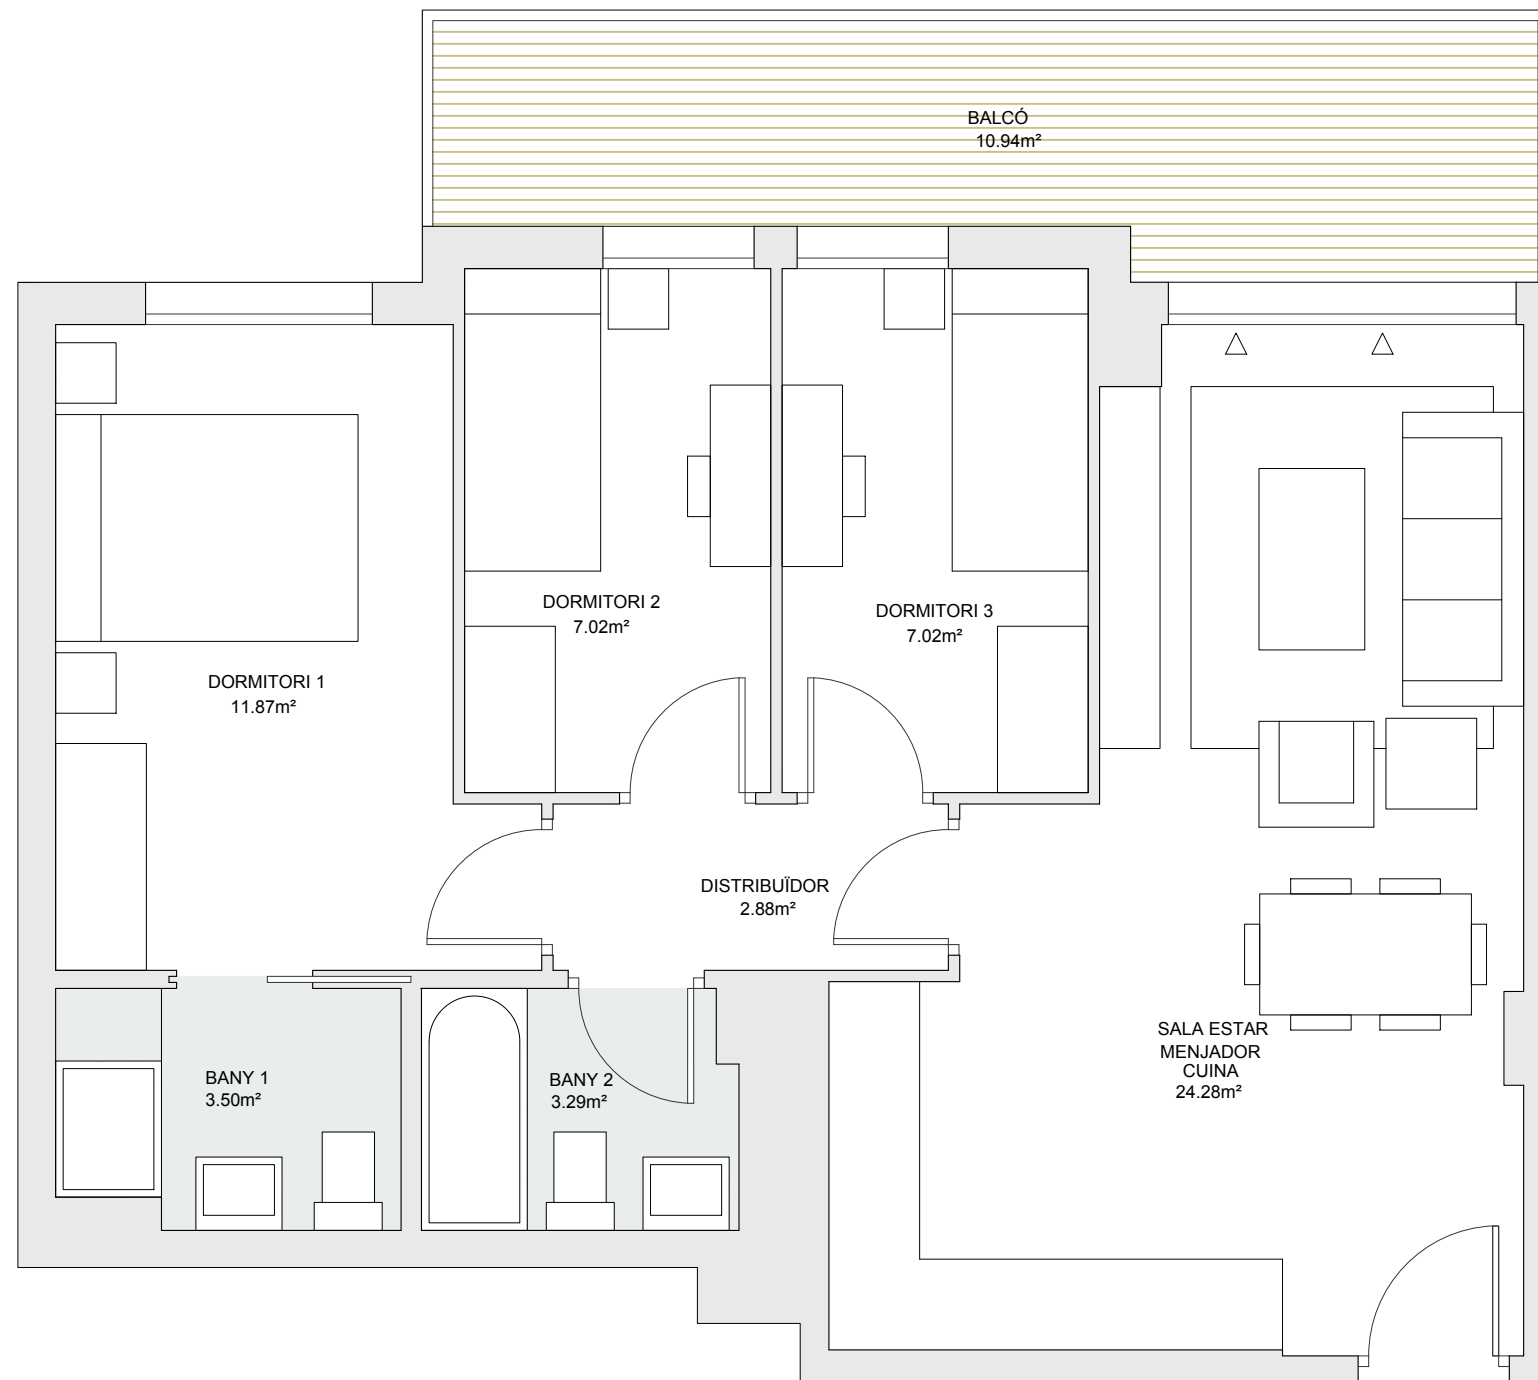 BALCÓ
10.94m²
DORMITORI 2
7.02m²
DORMITORI 3
7.02m²
DORMITORI 1
11.87m²
DISTRIBUÏDOR
2.88m²
SALA ESTAR
MENJADOR
CUINA
24.28m²
BANY 1
3.50m²
BANY 2
3.29m²